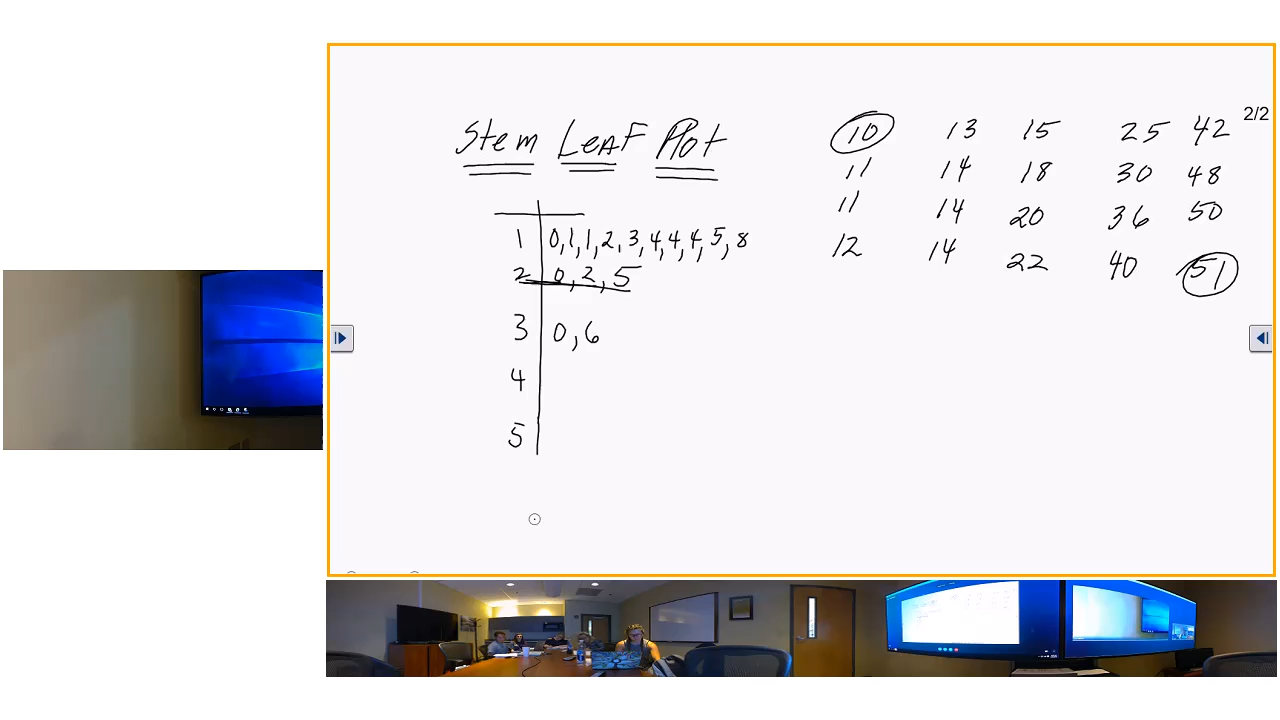 2/2
Stem LeaF Plot
10 13 15 25 42
11 14 18 30 48
11 14 20 36 50
12 14 22 40 51
1 0,1,1,2,3,4,4,4,5,8
2 0,2,5
3 0,6
4
5